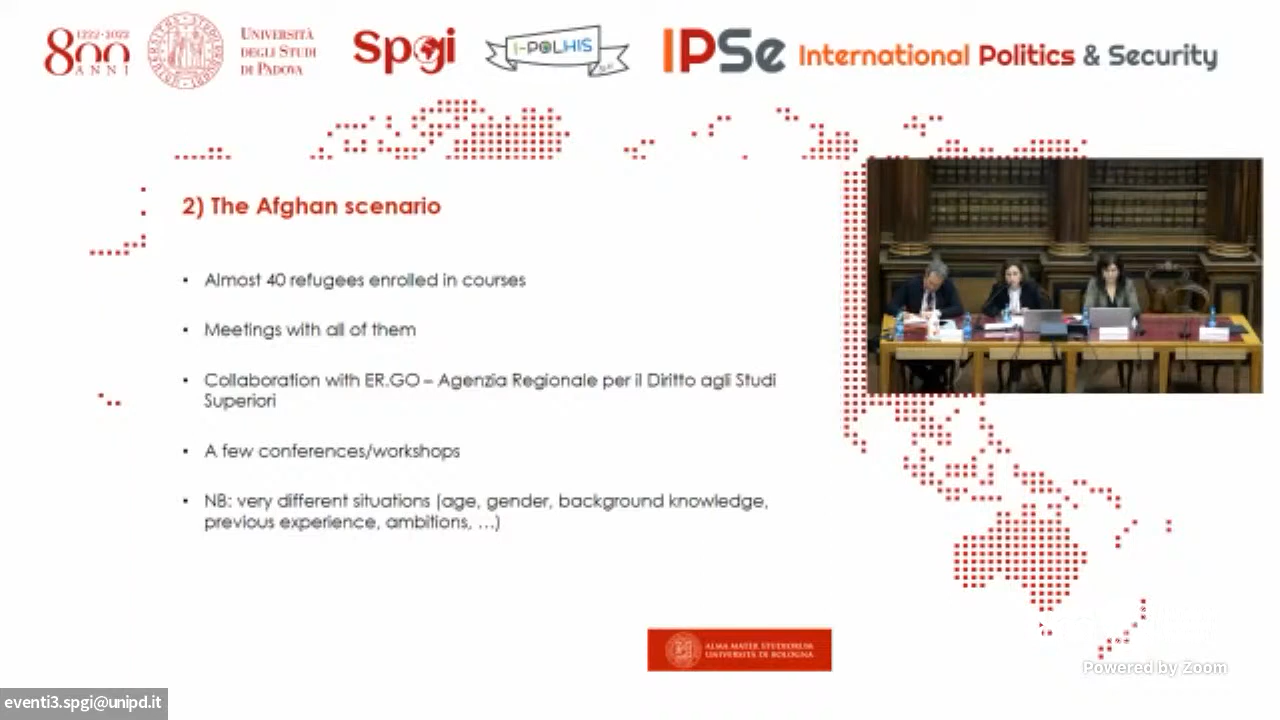 1222·2022
800
ANNI
UNIVERSITÀ
DEGLI STUDI
DI PADOVA
Spgi
I-POLHIS
IPSe International Politics & Security
2) The Afghan scenario
▪ Almost 40 refugees enrolled in courses
▪ Meetings with all of them
▪ Collaboration with ER.GO – Agenzia Regionale per il Diritto agli Studi
Superiori
▪ A few conferences/workshops
▪ NB: very different situations (age, gender, background knowledge,
previous experience, ambitions, …)
ALMA MATER STUDIORUM
UNIVERSITÀ DI BOLOGNA
Powered by Zoom
eventi3.spgi@unipd.it